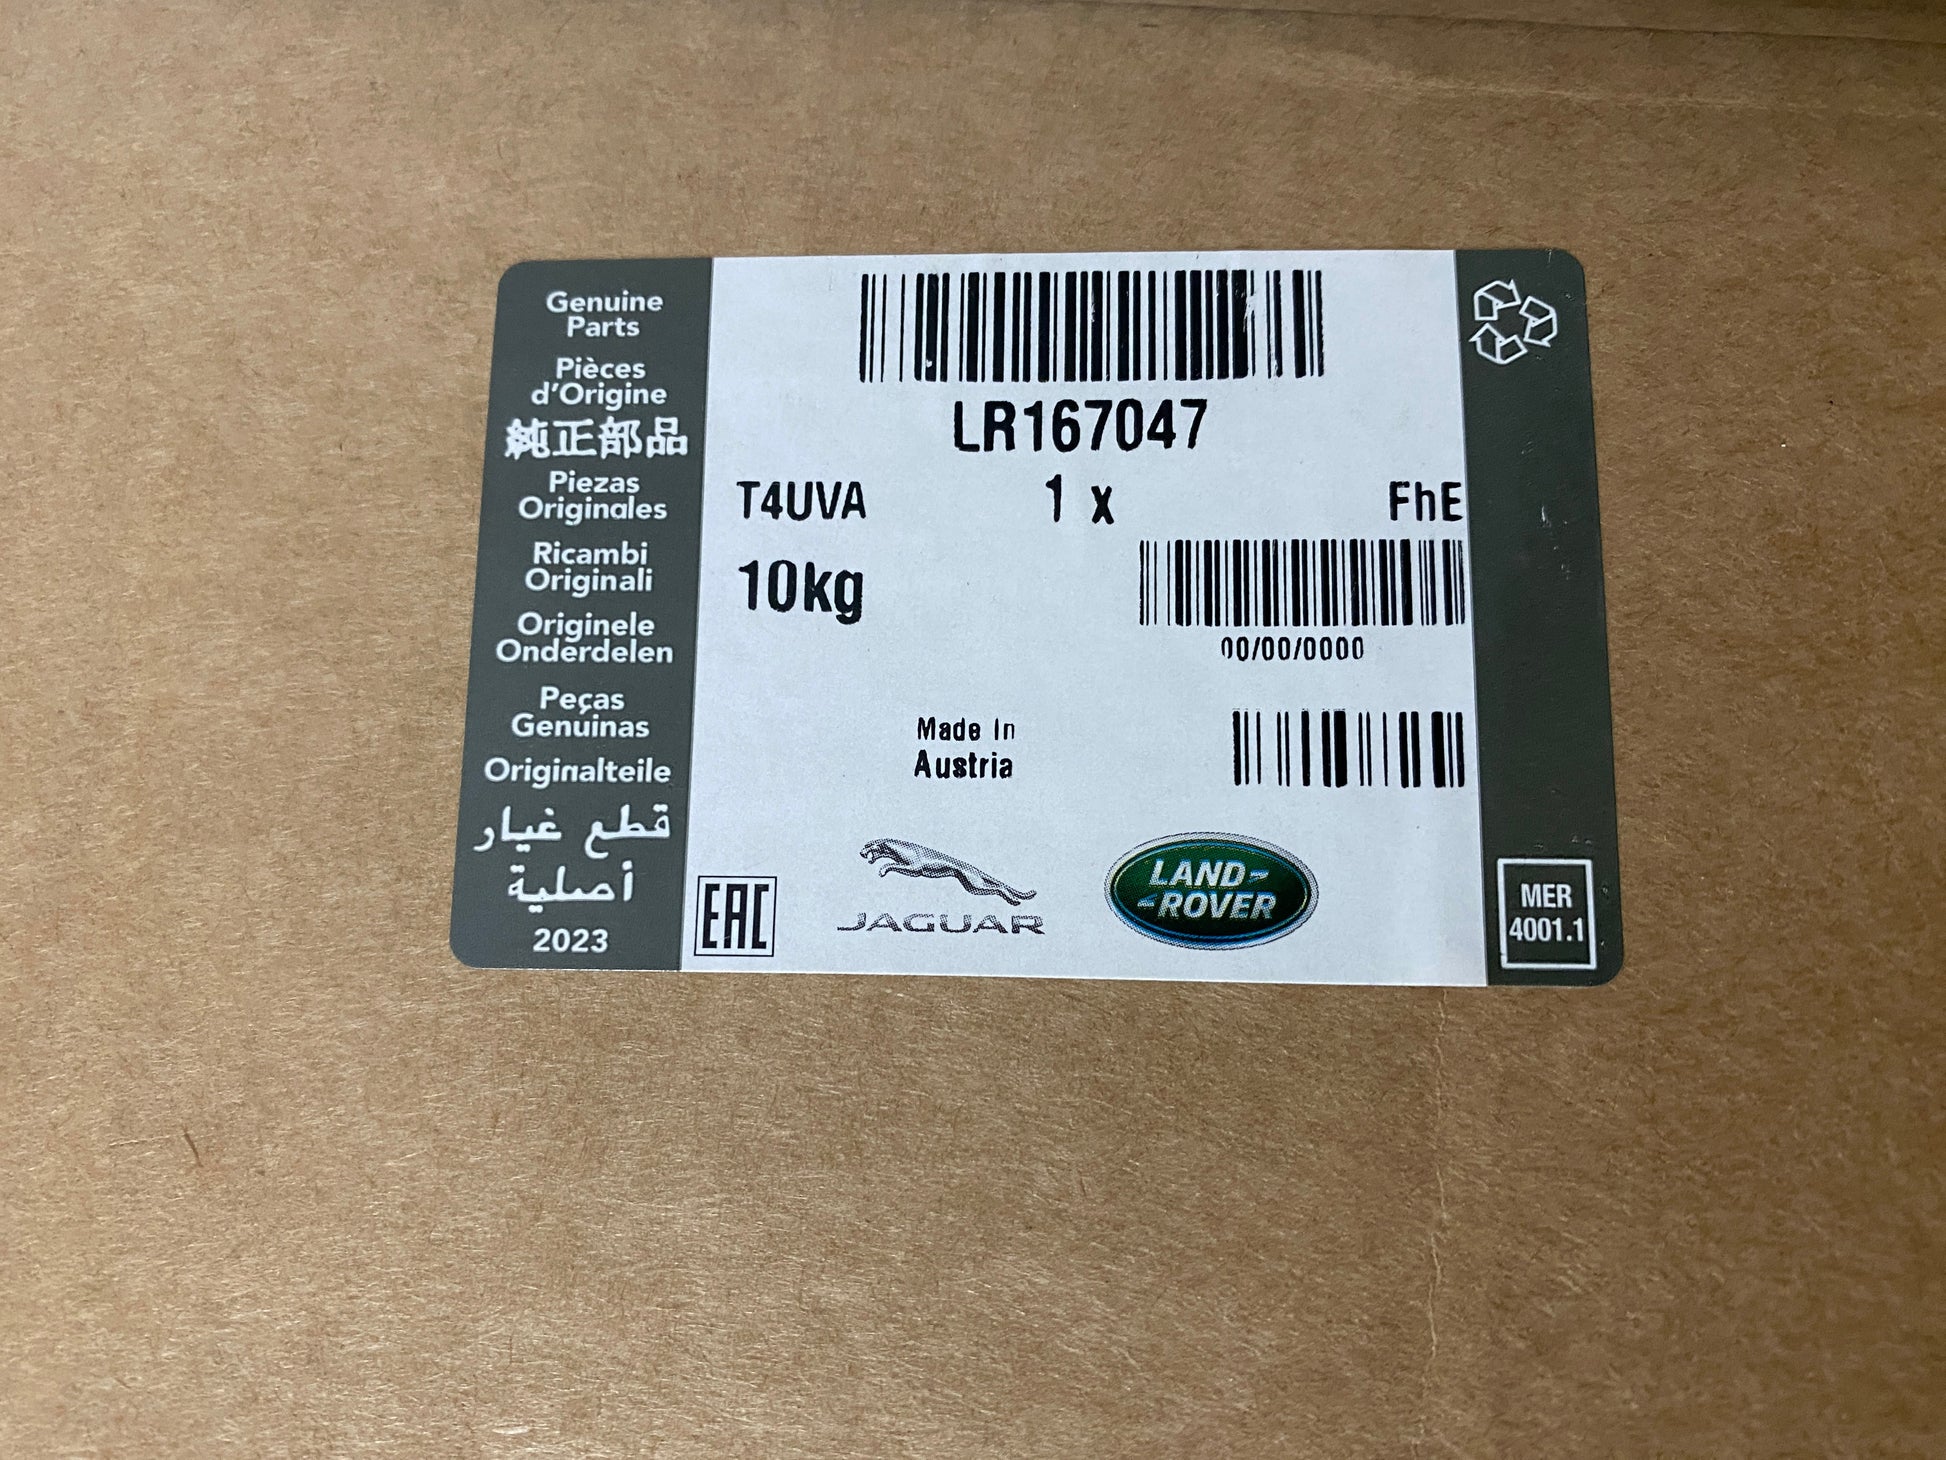 Genuine
Parts
Pièces
d'Origine
純正部品
Piezas
Originales
Ricambi
Originali
Originele
Onderdelen
Peças
Genuinas
Originalteile
قطع غيار
أصلية
2023
LR167047
T4UVA 1 x FhE
10kg
00/00/0000
Made In
Austria
EAC
JAGUAR
LAND-
-ROVER
MER
4001.1